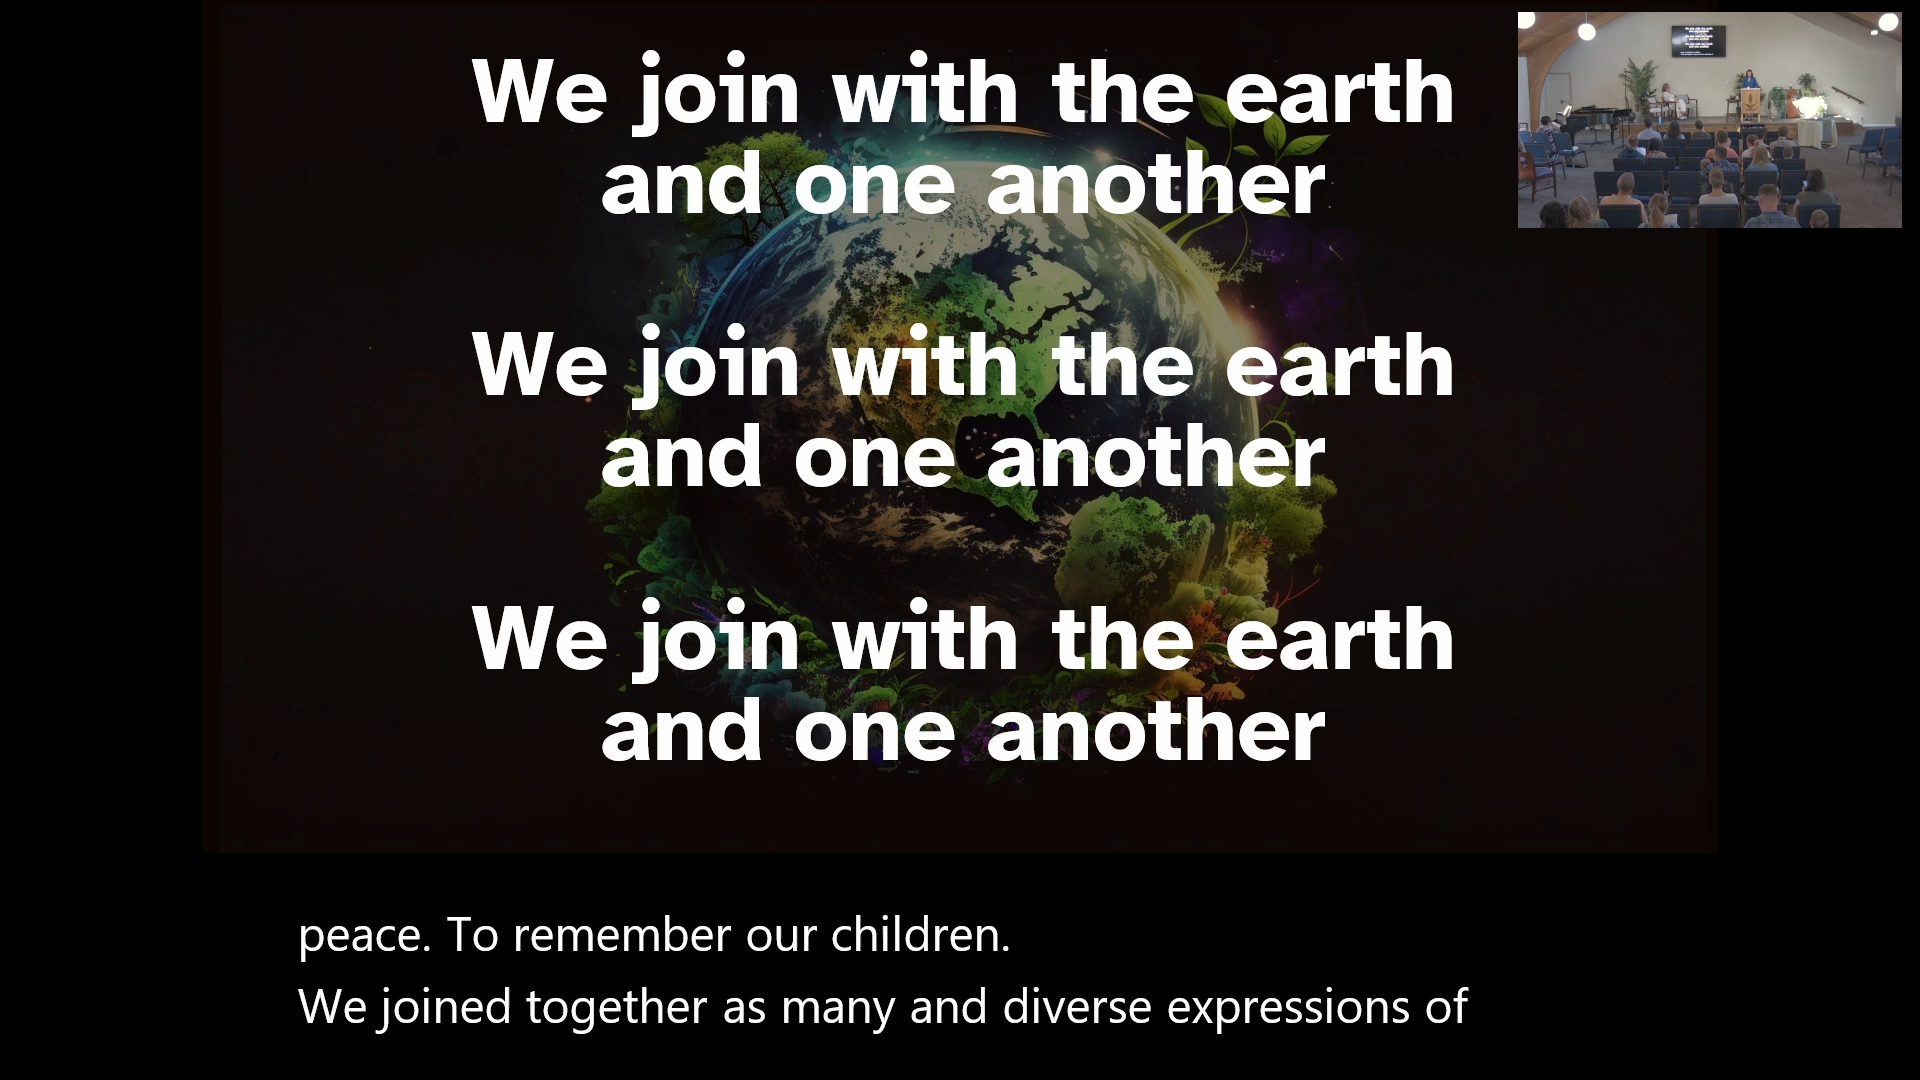 We join with the earth
and one another
We join with the earth
and one another
We join with the earth
and one another
peace. To remember our children.
We joined together as many and diverse expressions of